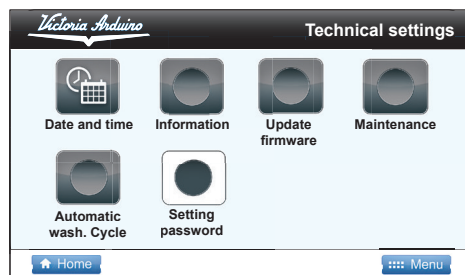 Victoria Arduino
Technical settings
Date and time
Information
Update
firmware
Maintenance
Automatic
wash. Cycle
Setting
password
Home
Menu